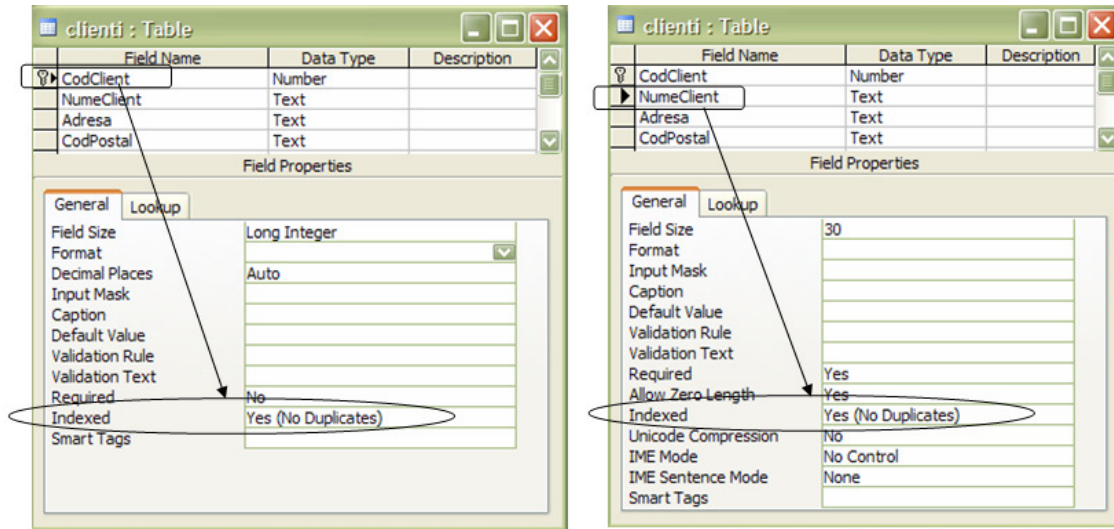 clienti : Table
Field Name Data Type Description
CodClient Number
NumeClient Text
Adresa Text
CodPostal Text
Field Properties
General Lookup
Field Size Long Integer
Format
Decimal Places Auto
Input Mask
Caption
Default Value
Validation Rule
Validation Text
Required No
Indexed Yes (No Duplicates)
Smart Tags
clienti : Table
Field Name Data Type Description
CodClient Number
NumeClient Text
Adresa Text
CodPostal Text
Field Properties
General Lookup
Field Size 30
Format
Input Mask
Caption
Default Value
Validation Rule
Validation Text
Required Yes
Allow Zero Length Yes
Indexed Yes (No Duplicates)
Unicode Compression No
IME Mode No Control
IME Sentence Mode None
Smart Tags